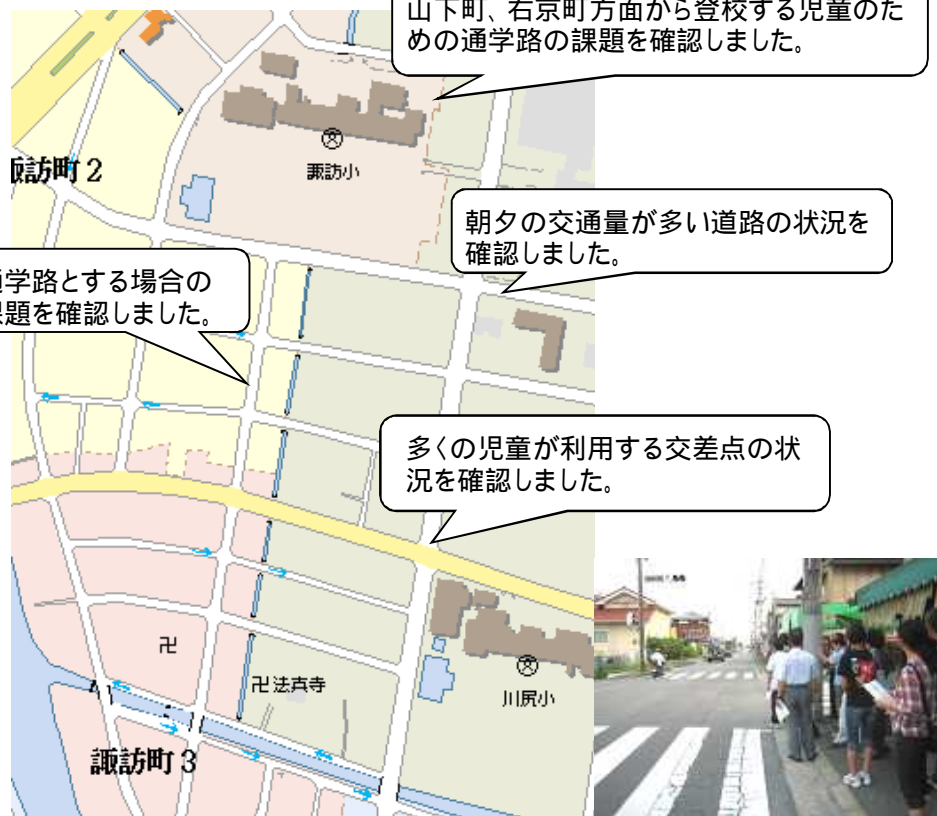 山下町、右京町方面から登校する児童のた
めの通学路の課題を確認しました。
諏訪町2
諏訪小
朝夕の交通量が多い道路の状況を
確認しました。
通学路とする場合の
課題を確認しました。
多くの児童が利用する交差点の状
況を確認しました。
卍
卍法真寺
川尻小
諏訪町3